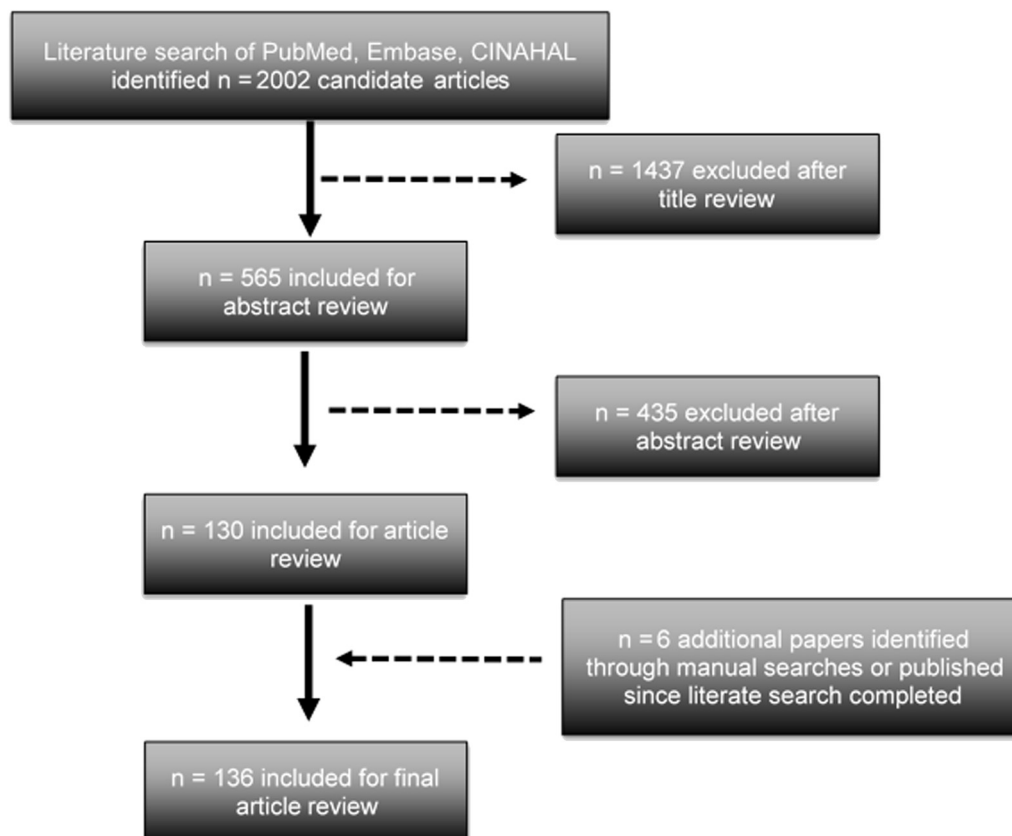 Literature search of PubMed, Embase, CINAHAL
identified n = 2002 candidate articles
n = 1437 excluded after
title review
n = 565 included for
abstract review
n = 435 excluded after
abstract review
n = 130 included for article
review
n = 6 additional papers identified
through manual searches or published
since literate search completed
n = 136 included for final
article review